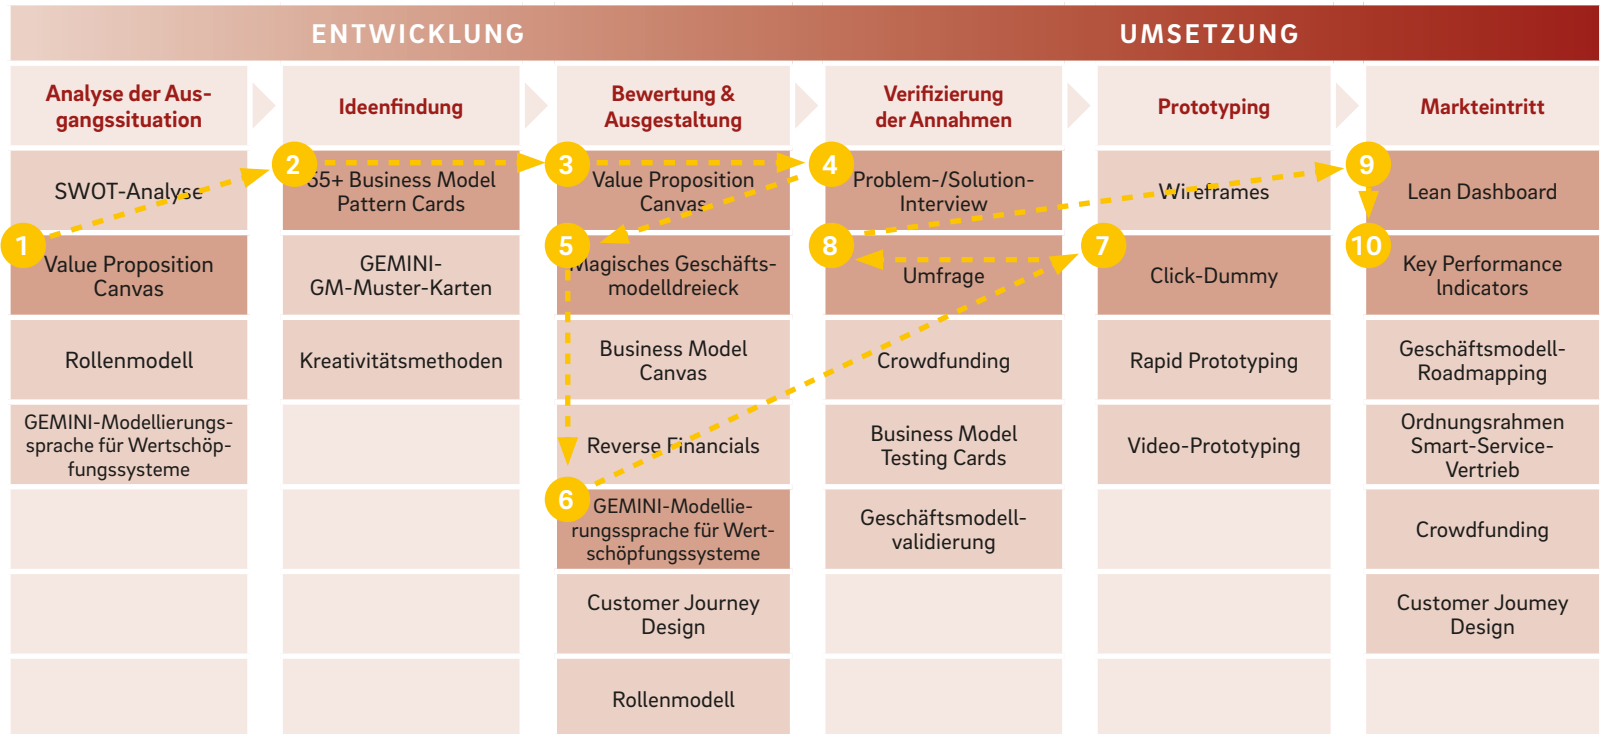 ENTWICKLUNG
UMSETZUNG
Analyse der Aus-
gangssituation
Ideenfindung
Bewertung &
Ausgestaltung
Verifizierung
der Annahmen
Prototyping
Markteintritt
SWOT-Analyse
1
Value Proposition
Canvas
Rollenmodell
GEMINI-Modellierungs-
sprache für Wertschöp-
fungssysteme
2
55+ Business Model
Pattern Cards
GEMINI-
GM-Muster-Karten
Kreativitätsmethoden
3
Value Proposition
Canvas
5
Magisches Geschäfts-
modelldreieck
Business Model
Canvas
Reverse Financials
6
GEMINI-Modellie-
rungssprache für Wert-
schöpfungssysteme
Customer Journey
Design
Rollenmodell
4
Problem-/Solution-
Interview
8
Umfrage
Crowdfunding
Business Model
Testing Cards
Geschäftsmodell-
validierung
Wireframes
7
Click-Dummy
Rapid Prototyping
Video-Prototyping
9
Lean Dashboard
10
Key Performance
Indicators
Geschäftsmodell-
Roadmapping
Ordnungsrahmen
Smart-Service-
Vertrieb
Crowdfunding
Customer Joumey
Design